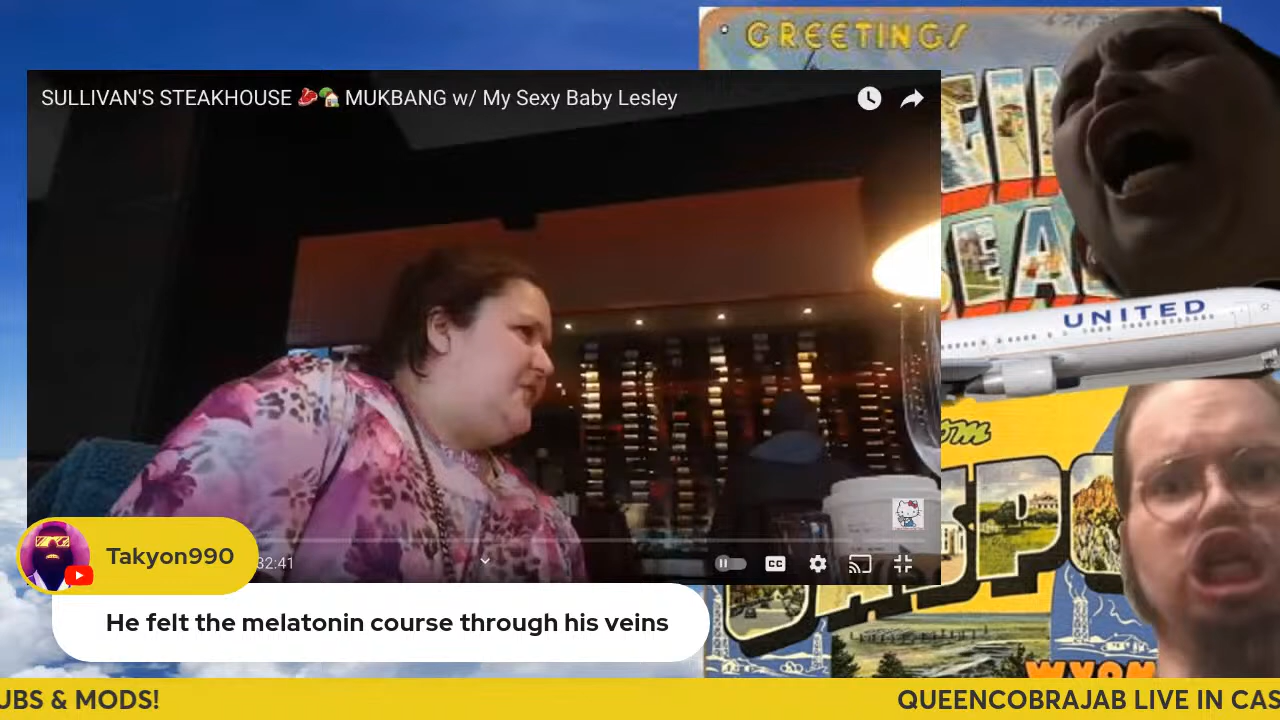 GREETINGS
SULLIVAN'S STEAKHOUSE 🥩🏡 MUKBANG w/ My Sexy Baby Lesley
UNITED
Takyon990
32:41
CC
He felt the melatonin course through his veins
UBS & MODS!
QUEENCOBRAJAB LIVE IN CAS